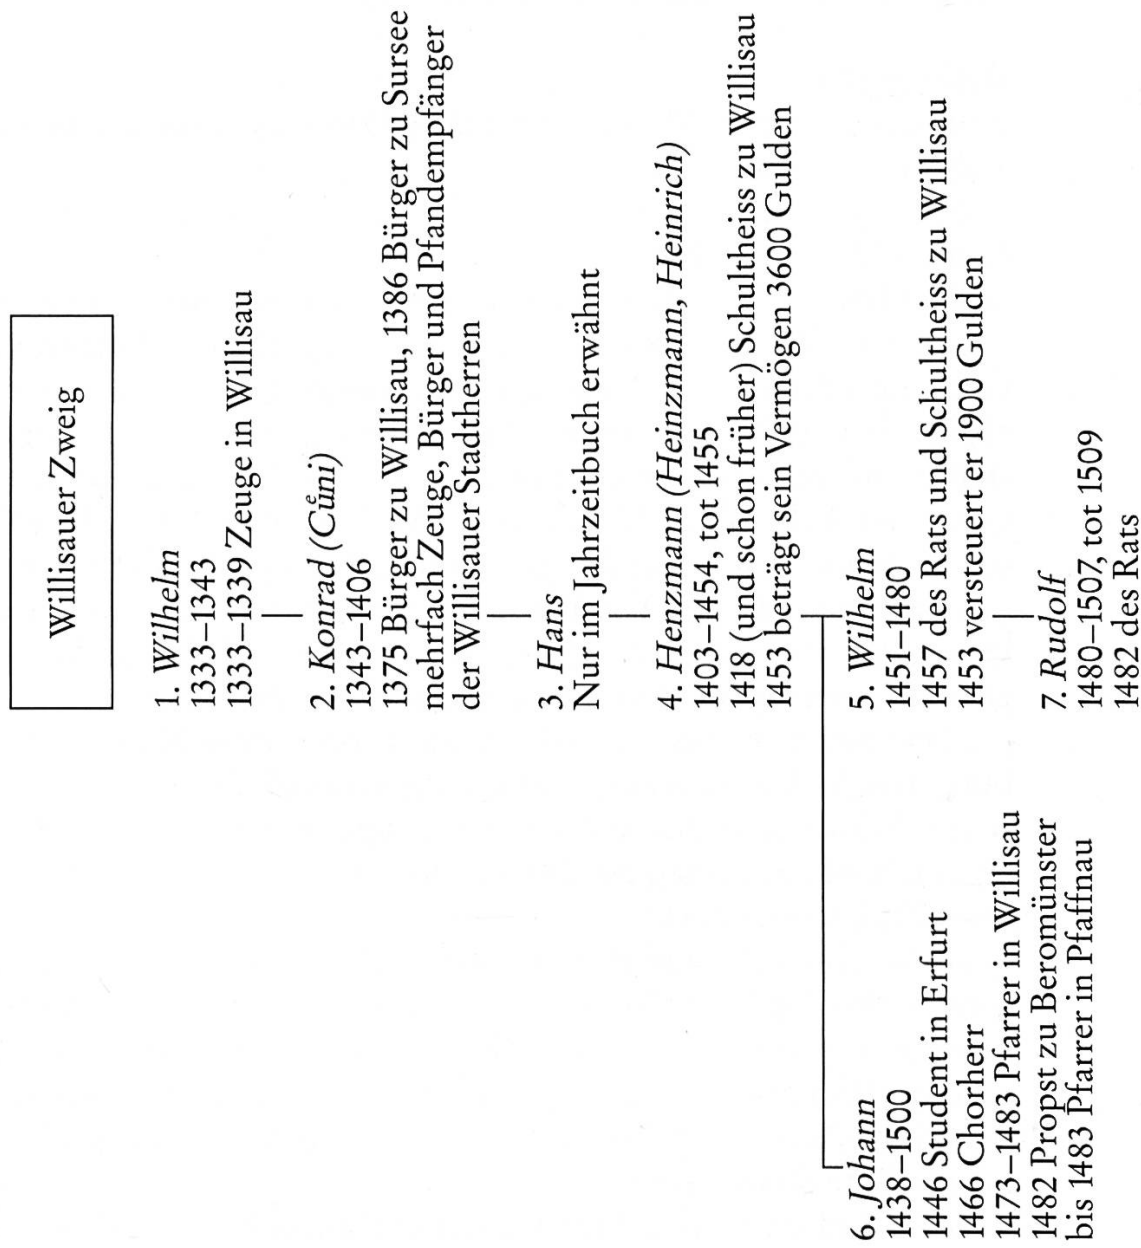 Willisauer Zweig
1. Wilhelm
1333–1343
1333–1339 Zeuge in Willisau
2. Konrad (Cuͤni)
1343–1406
1375 Bürger zu Willisau, 1386 Bürger zu Sursee
mehrfach Zeuge, Bürger und Pfandempfänger
der Willisauer Stadtherren
3. Hans
Nur im Jahrzeitbuch erwähnt
4. Henzmann (Heinzmann, Heinrich)
1403–1454, tot 1455
1418 (und schon früher) Schultheiss zu Willisau
1453 beträgt sein Vermögen 3600 Gulden
6. Johann
1438–1500
1446 Student in Erfurt
1466 Chorherr
1473–1483 Pfarrer in Willisau
1482 Propst zu Beromünster
bis 1483 Pfarrer in Pfaffnau
5. Wilhelm
1451–1480
1457 des Rats und Schultheiss zu Willisau
1453 versteuert er 1900 Gulden
7. Rudolf
1480–1507, tot 1509
1482 des Rats